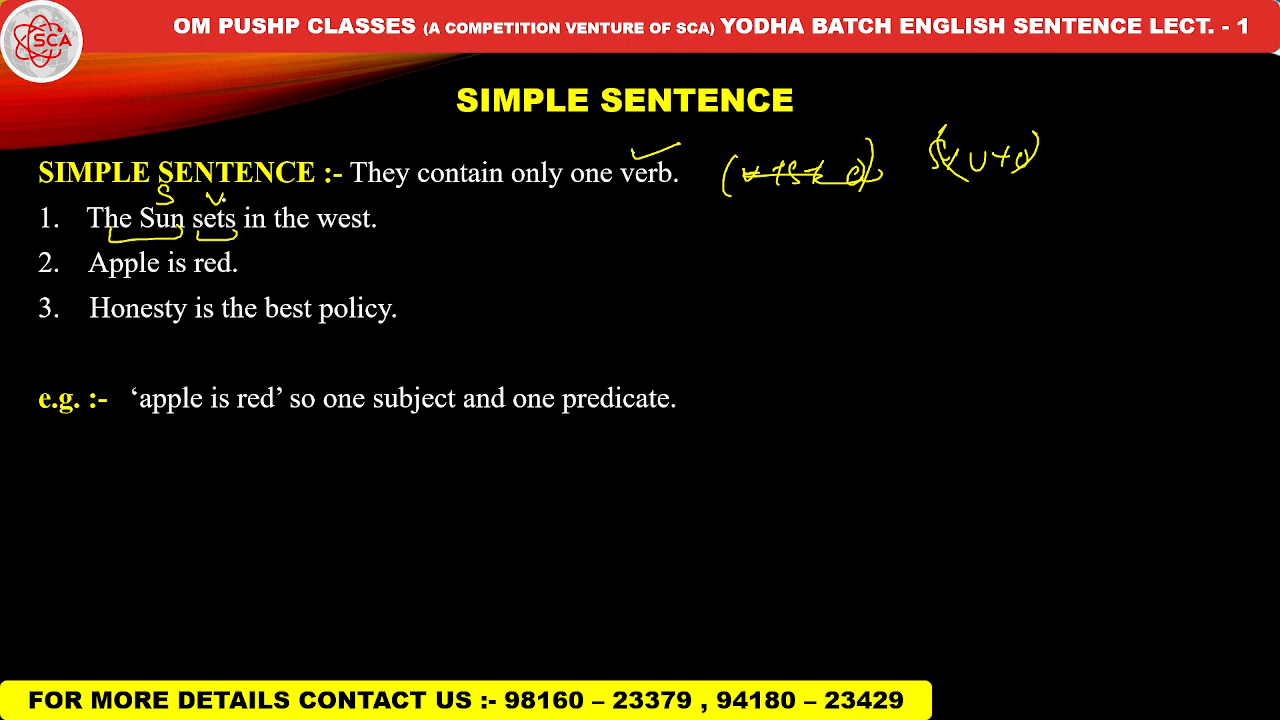 OM PUSHP CLASSES (A COMPETITION VENTURE OF SCA) YODHA BATCH ENGLISH SENTENCE LECT. - 1
SCA
SIMPLE SENTENCE
SIMPLE SENTENCE :- They contain only one verb.
S V
1. The Sun sets in the west.
2. Apple is red.
3. Honesty is the best policy.
e.g. :- ‘apple is red’ so one subject and one predicate.
FOR MORE DETAILS CONTACT US :- 98160 – 23379 , 94180 – 23429